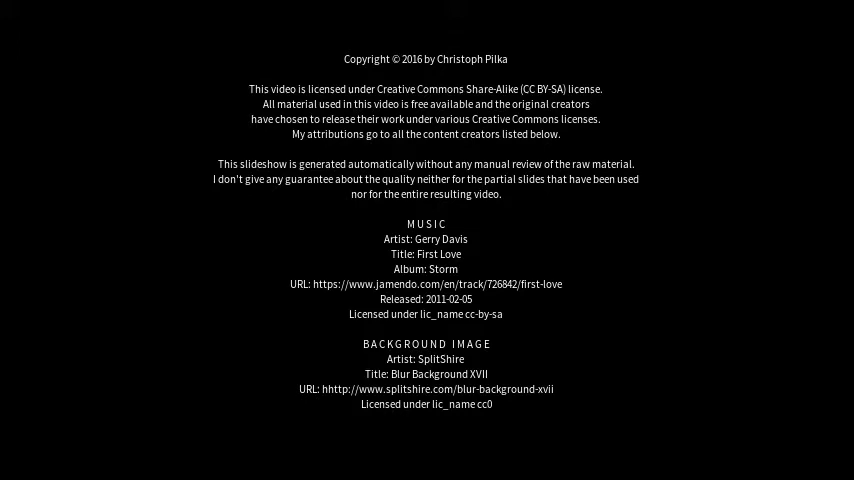 Copyright © 2016 by Christoph Pilka
This video is licensed under Creative Commons Share-Alike (CC BY-SA) license.
All material used in this video is free available and the original creators
have chosen to release their work under various Creative Commons licenses.
My attributions go to all the content creators listed below.
This slideshow is generated automatically without any manual review of the raw material.
I don't give any guarantee about the quality neither for the partial slides that have been used
nor for the entire resulting video.
MUSIC
Artist: Gerry Davis
Title: First Love
Album: Storm
URL: https://www.jamendo.com/en/track/726842/first-love
Released: 2011-02-05
Licensed under lic_name cc-by-sa
BACKGROUND IMAGE
Artist: SplitShire
Title: Blur Background XVII
URL: hhttp://www.splitshire.com/blur-background-xvii
Licensed under lic_name cc0